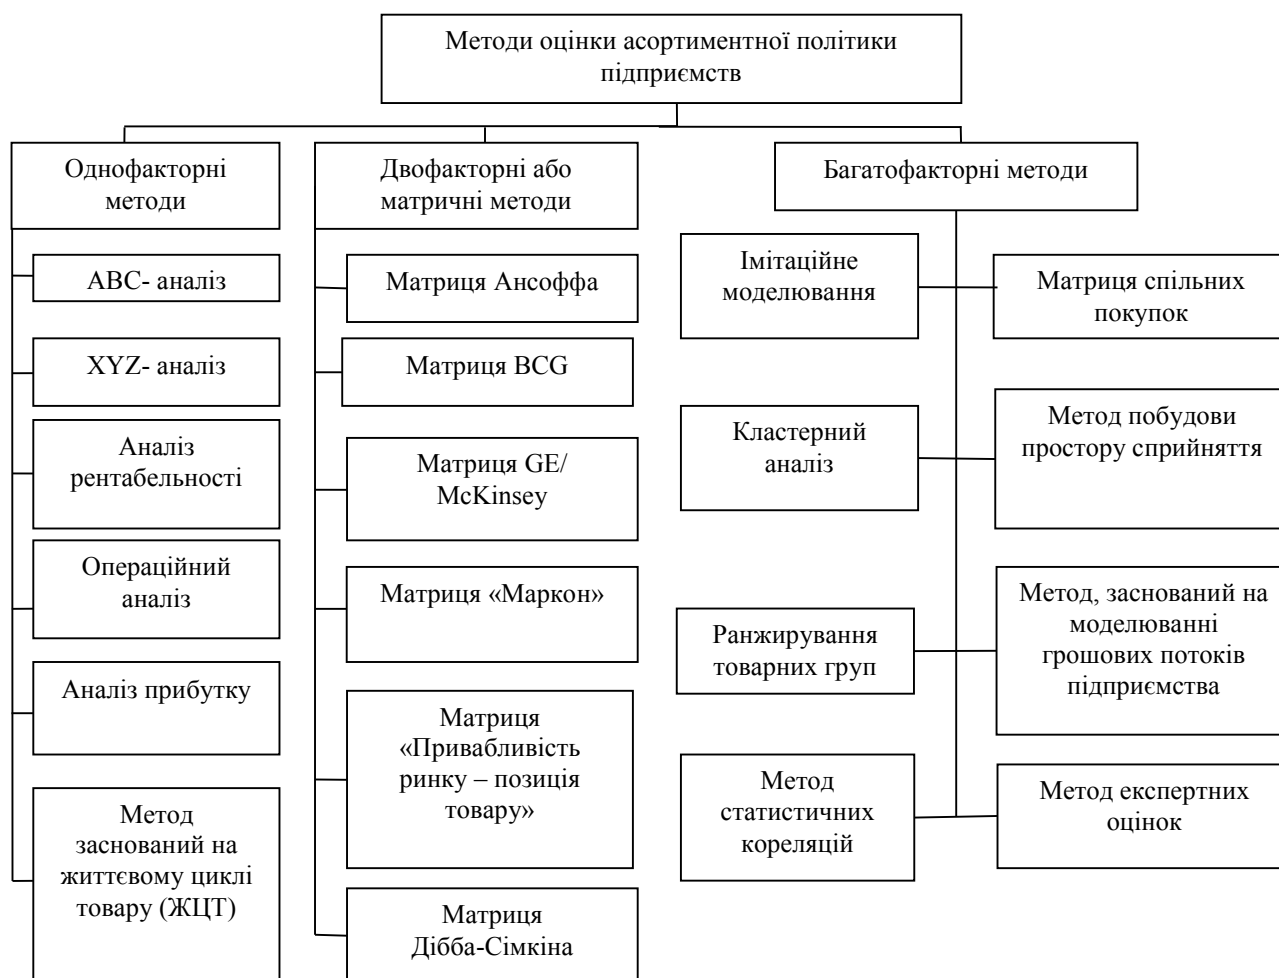 Методи оцінки асортиментної політики
підприємств
Однофакторні
методи
ABC- аналіз
XYZ- аналіз
Аналіз
рентабельності
Операційний
аналіз
Аналіз прибутку
Метод
заснований на
життєвому циклі
товару (ЖЦТ)
Двофакторні або
матричні методи
Матриця Ансоффа
Матриця BCG
Матриця GE/
McKinsey
Матриця «Маркон»
Матриця
«Привабливість
ринку – позиція
товару»
Матриця
Дібба-Сімкіна
Багатофакторні методи
Імітаційне
моделювання
Кластерний
аналіз
Ранжирування
товарних груп
Метод
статистичних
кореляцій
Матриця спільних
покупок
Метод побудови
простору сприйняття
Метод, заснований на
моделюванні
грошових потоків
підприємства
Метод експертних
оцінок